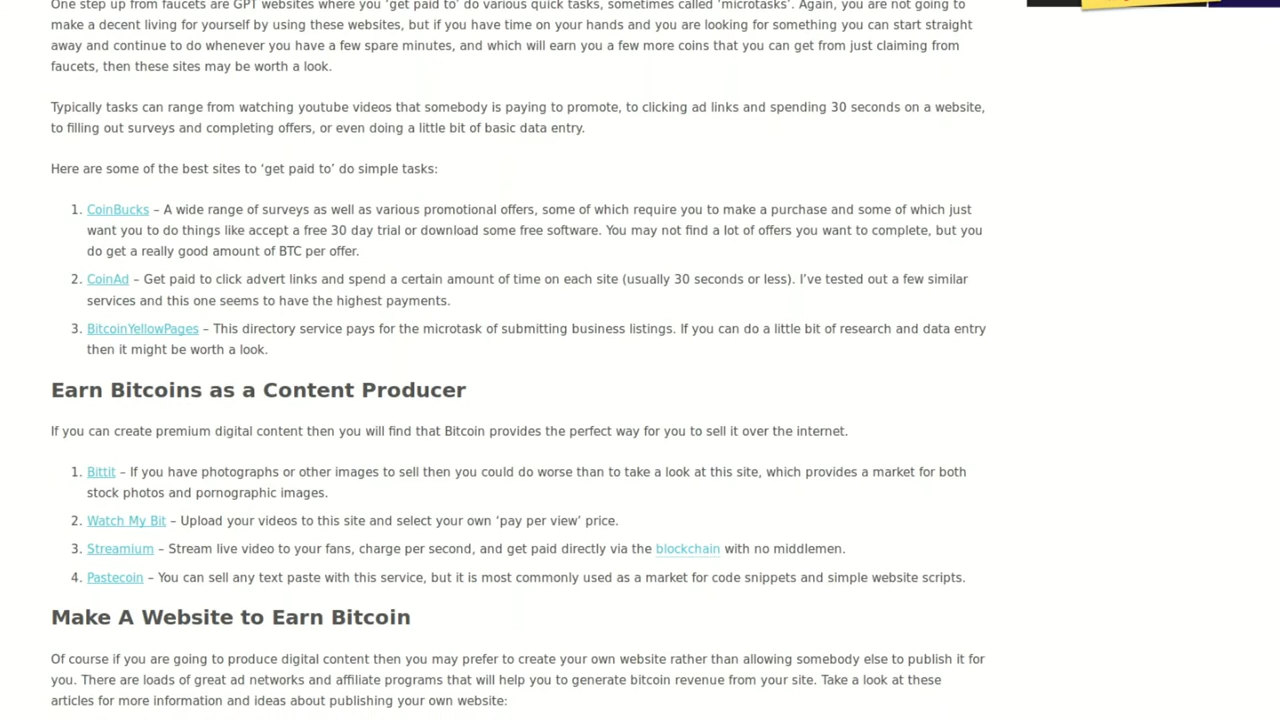 One step up from faucets are GPT websites where you ‘get paid to’ do various quick tasks, sometimes called ‘microtasks’. Again, you are not going to
make a decent living for yourself by using these websites, but if you have time on your hands and you are looking for something you can start straight
away and continue to do whenever you have a few spare minutes, and which will earn you a few more coins that you can get from just claiming from
faucets, then these sites may be worth a look.
Typically tasks can range from watching youtube videos that somebody is paying to promote, to clicking ad links and spending 30 seconds on a website,
to filling out surveys and completing offers, or even doing a little bit of basic data entry.
Here are some of the best sites to ‘get paid to’ do simple tasks:
1. CoinBucks – A wide range of surveys as well as various promotional offers, some of which require you to make a purchase and some of which just
want you to do things like accept a free 30 day trial or download some free software. You may not find a lot of offers you want to complete, but you
do get a really good amount of BTC per offer.
2. CoinAd – Get paid to click advert links and spend a certain amount of time on each site (usually 30 seconds or less). I’ve tested out a few similar
services and this one seems to have the highest payments.
3. BitcoinYellowPages – This directory service pays for the microtask of submitting business listings. If you can do a little bit of research and data entry
then it might be worth a look.
Earn Bitcoins as a Content Producer
If you can create premium digital content then you will find that Bitcoin provides the perfect way for you to sell it over the internet.
1. Bittit – If you have photographs or other images to sell then you could do worse than to take a look at this site, which provides a market for both
stock photos and pornographic images.
2. Watch My Bit – Upload your videos to this site and select your own ‘pay per view’ price.
3. Streamium – Stream live video to your fans, charge per second, and get paid directly via the blockchain with no middlemen.
4. Pastecoin – You can sell any text paste with this service, but it is most commonly used as a market for code snippets and simple website scripts.
Make A Website to Earn Bitcoin
Of course if you are going to produce digital content then you may prefer to create your own website rather than allowing somebody else to publish it for
you. There are loads of great ad networks and affiliate programs that will help you to generate bitcoin revenue from your site. Take a look at these
articles for more information and ideas about publishing your own website: